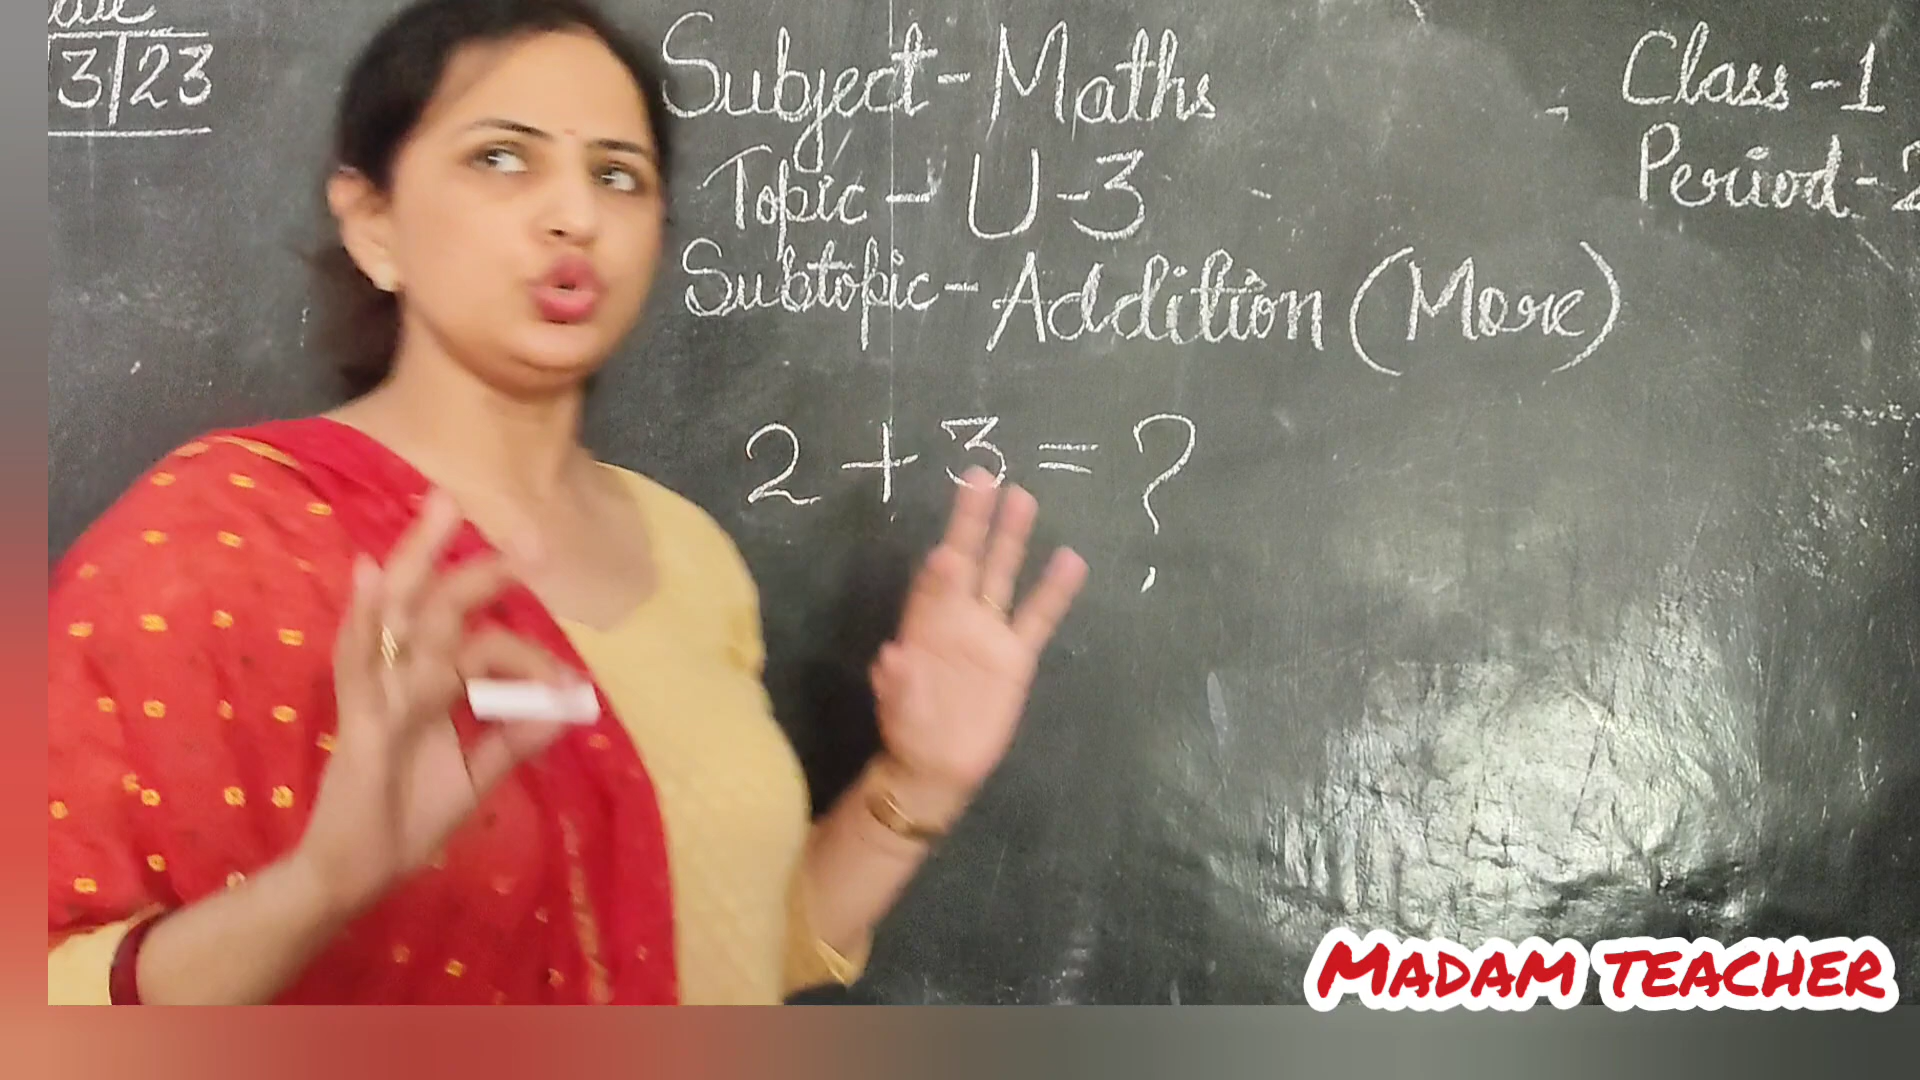 3/23
Subject - Maths
Topic - U-3
Subtopic - Addition (More)
Class - 1
Period - 2
2 + 3 = ?
MADAM TEACHER